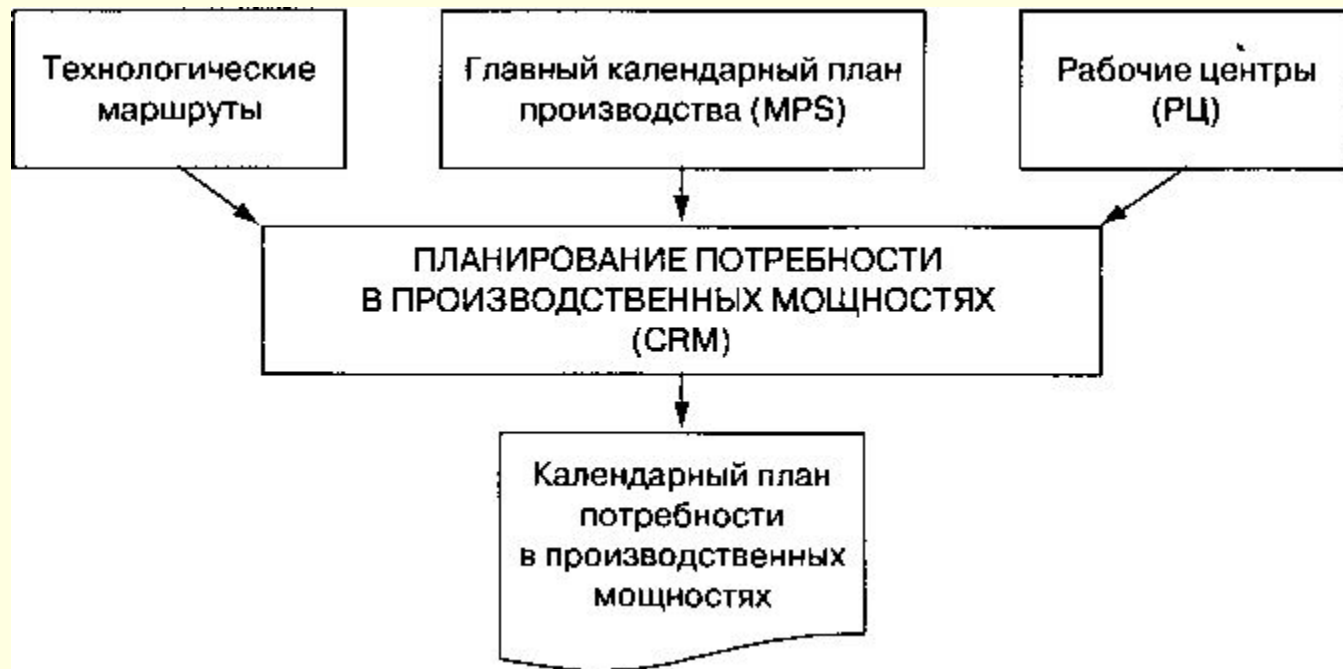 Технологические
маршруты
Главный календарный план
производства (MPS)
Рабочие центры
(РЦ)
ПЛАНИРОВАНИЕ ПОТРЕБНОСТИ
В ПРОИЗВОДСТВЕННЫХ МОЩНОСТЯХ
(CRM)
Календарный план
потребности
в производственных
мощностях